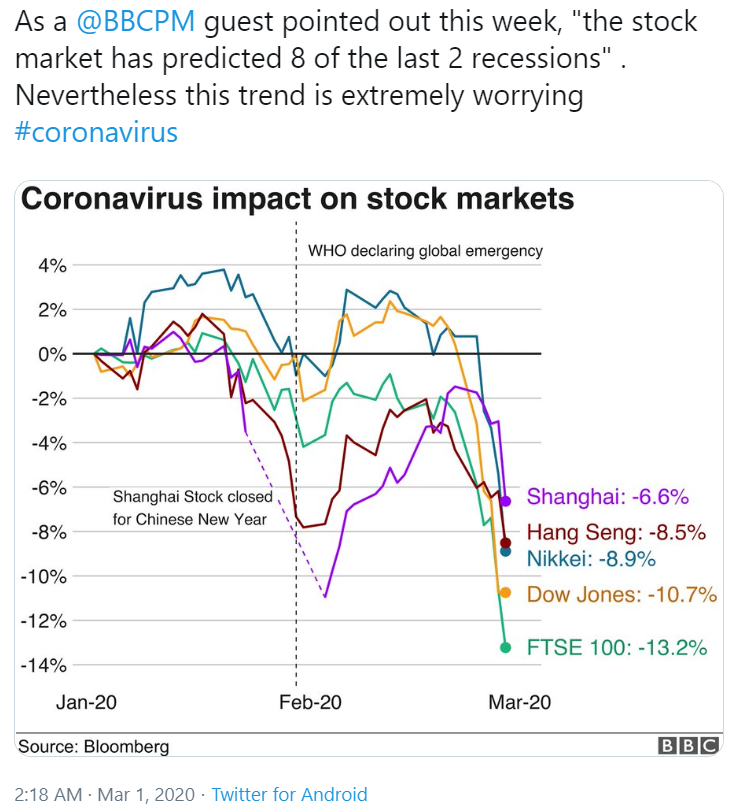 As a @BBCPM guest pointed out this week, "the stock
market has predicted 8 of the last 2 recessions" .
Nevertheless this trend is extremely worrying
#coronavirus
Coronavirus impact on stock markets
WHO declaring global emergency
4%
2%
0%
-2%
-4%
-6%
-8%
-10%
-12%
-14%
Shanghai Stock closed
for Chinese New Year
Shanghai: -6.6%
Hang Seng: -8.5%
Nikkei: -8.9%
Dow Jones: -10.7%
FTSE 100: -13.2%
Jan-20 Feb-20 Mar-20
Source: Bloomberg BBC
2:18 AM · Mar 1, 2020 · Twitter for Android